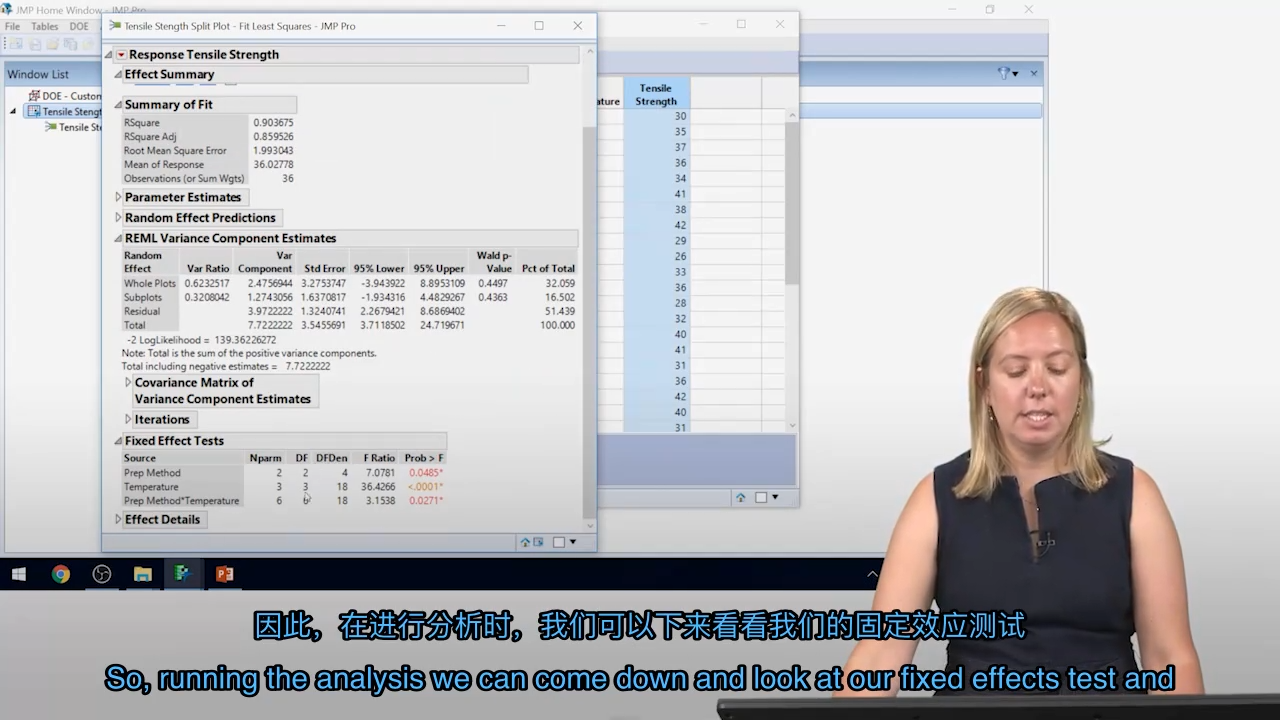 JMP Home Window - JMP Pro
File Tables DOE
Window List
DOE - Custom
Tensile Strengt
Tensile St
Tensile Stength Split Plot - Fit Least Squares - JMP Pro
Response Tensile Strength
Effect Summary
Summary of Fit
RSquare 0.903675
RSquare Adj 0.859526
Root Mean Square Error 1.993043
Mean of Response 36.02778
Observations (or Sum Wgts) 36
Parameter Estimates
Random Effect Predictions
REML Variance Component Estimates
Random Var Wald p-
Effect Var Ratio Component Std Error 95% Lower 95% Upper Value Pct of Total
Whole Plots 0.6232517 2.4756944 3.2753747 -3.943922 8.8953109 0.4497 32.059
Subplots 0.3208042 1.2743056 1.6370817 -1.934316 4.4829267 0.4363 16.502
Residual 3.9722222 1.3240741 2.2679421 8.6869402 51.439
Total 7.7222222 3.5455691 3.7118502 24.719671 100.000
-2 LogLikelihood = 139.36226272
Note: Total is the sum of the positive variance components.
Total including negative estimates = 7.7222222
Covariance Matrix of
Variance Component Estimates
Iterations
Fixed Effect Tests
Source Nparm DF DFDen F Ratio Prob > F
Prep Method 2 2 4 7.0781 0.0485*
Temperature 3 3 18 36.4266 <.0001*
Prep Method*Temperature 6 6 18 3.1538 0.0271*
Effect Details
ature
Tensile
Strength
30
35
37
36
34
41
38
42
29
26
33
36
28
32
40
41
31
36
42
40
31
因此，在进行分析时，我们可以下来看看我们的固定效应测试
So, running the analysis we can come down and look at our fixed effects test and